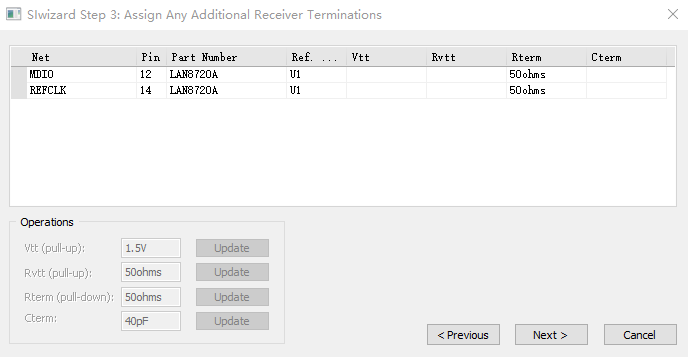 SIwizard Step 3: Assign Any Additional Receiver Terminations
Net Pin Part Number Ref. ... Vtt Rvtt Rterm Cterm
MDIO 12 LAN8720A U1 50ohms
REFCLK 14 LAN8720A U1 50ohms
Operations
Vtt (pull-up): 1.5V Update
Rvtt (pull-up): 50ohms Update
Rterm (pull-down): 50ohms Update
Cterm: 40pF Update
< Previous Next > Cancel